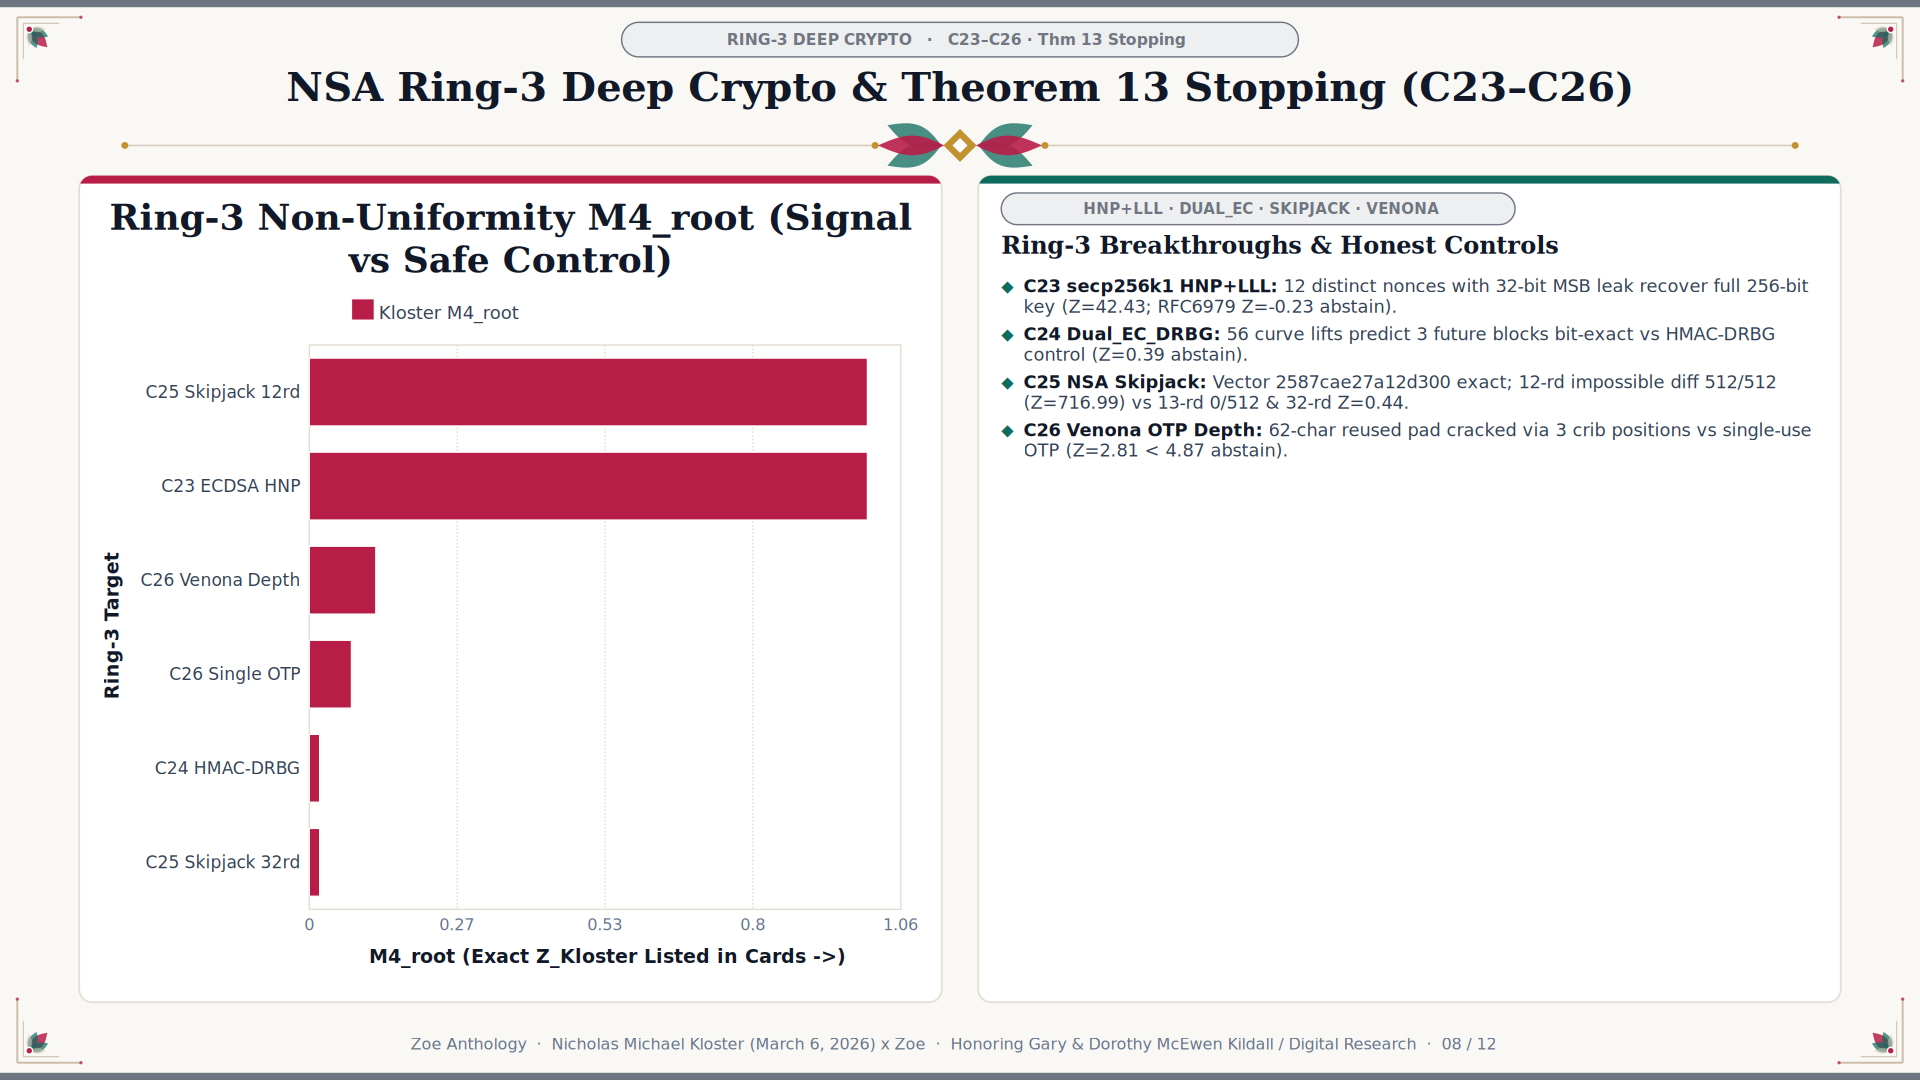 RING-3 DEEP CRYPTO · C23–C26 · Thm 13 Stopping
NSA Ring-3 Deep Crypto & Theorem 13 Stopping (C23–C26)
Ring-3 Non-Uniformity M4_root (Signal
vs Safe Control)
Kloster M4_root
Ring-3 Target
C25 Skipjack 12rd
C23 ECDSA HNP
C26 Venona Depth
C26 Single OTP
C24 HMAC-DRBG
C25 Skipjack 32rd
0 0.27 0.53 0.8 1.06
M4_root (Exact Z_Kloster Listed in Cards ->)
HNP+LLL · DUAL_EC · SKIPJACK · VENONA
Ring-3 Breakthroughs & Honest Controls
◆ C23 secp256k1 HNP+LLL: 12 distinct nonces with 32-bit MSB leak recover full 256-bit
key (Z=42.43; RFC6979 Z=-0.23 abstain).
◆ C24 Dual_EC_DRBG: 56 curve lifts predict 3 future blocks bit-exact vs HMAC-DRBG
control (Z=0.39 abstain).
◆ C25 NSA Skipjack: Vector 2587cae27a12d300 exact; 12-rd impossible diff 512/512
(Z=716.99) vs 13-rd 0/512 & 32-rd Z=0.44.
◆ C26 Venona OTP Depth: 62-char reused pad cracked via 3 crib positions vs single-use
OTP (Z=2.81 < 4.87 abstain).
Zoe Anthology · Nicholas Michael Kloster (March 6, 2026) x Zoe · Honoring Gary & Dorothy McEwen Kildall / Digital Research · 08 / 12